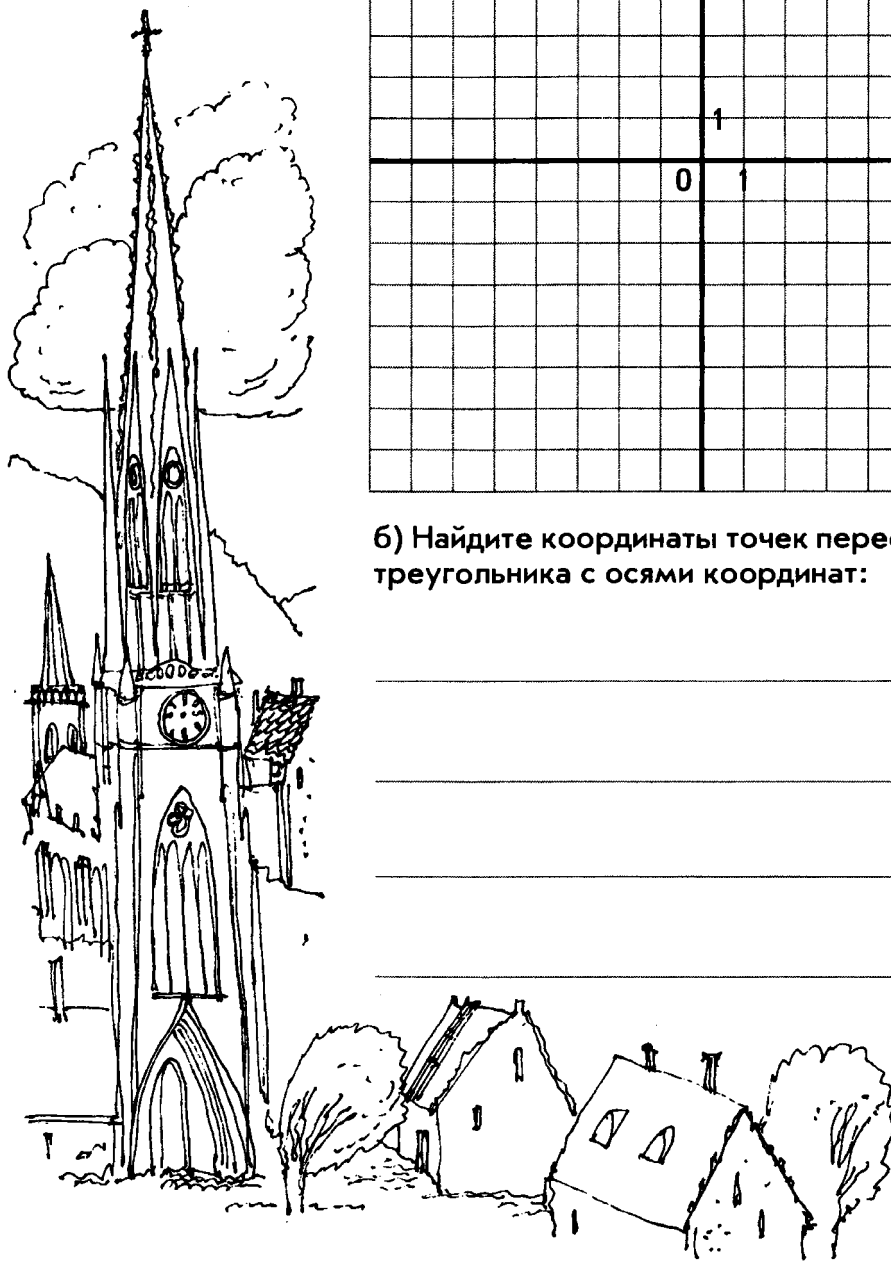 1
0 1
б) Найдите координаты точек пере
треугольника с осями координат: